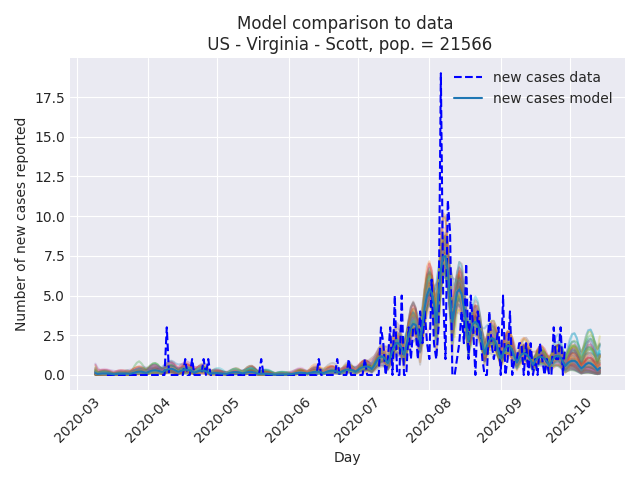 Model comparison to data
US - Virginia - Scott, pop. = 21566
new cases data
new cases model
Number of new cases reported
17.5
15.0
12.5
10.0
7.5
5.0
2.5
0.0
2020-03
2020-04
2020-05
2020-06
2020-07
2020-08
2020-09
2020-10
Day